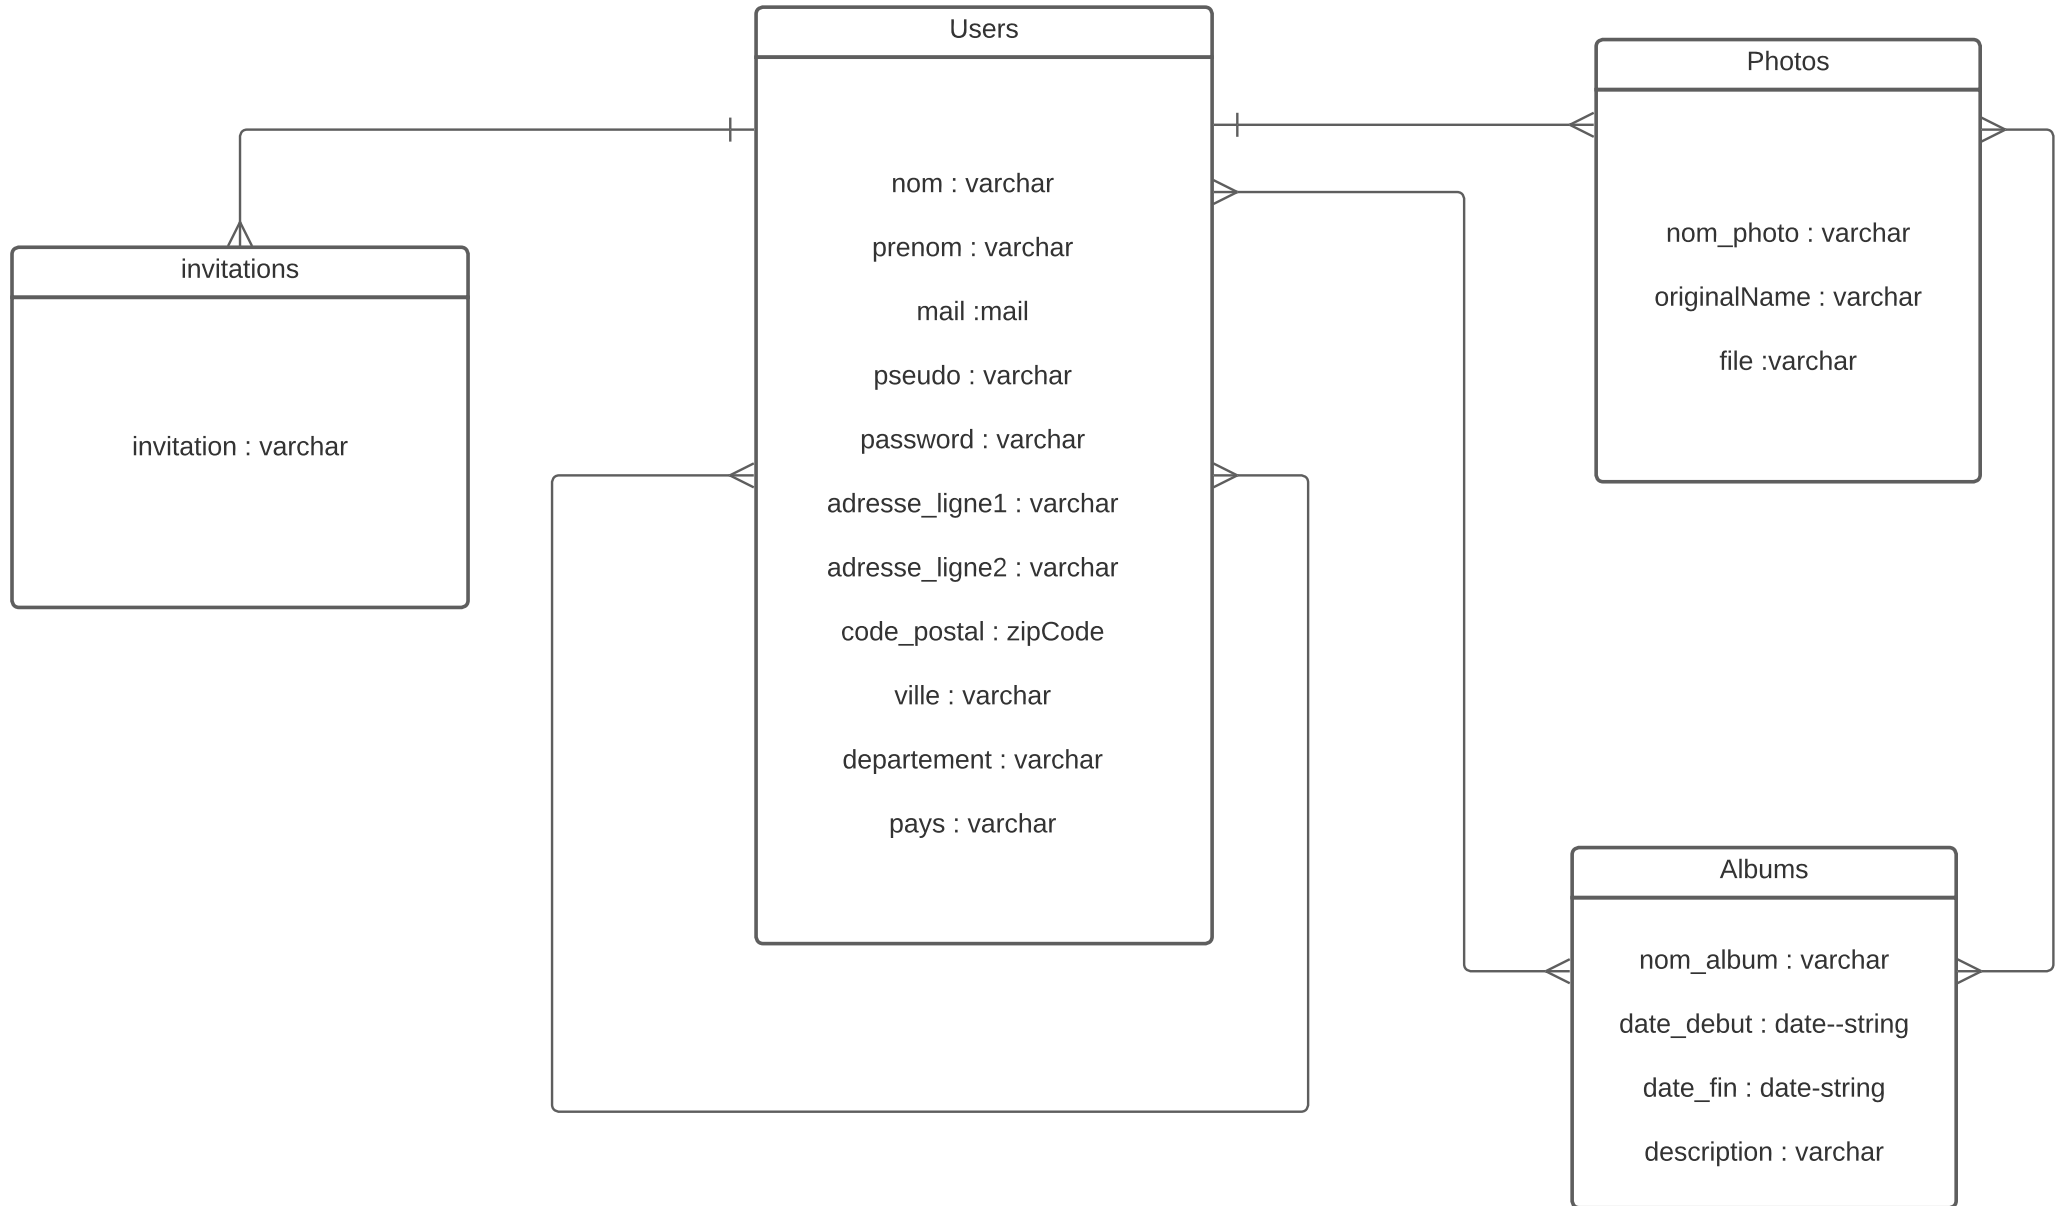 Users
nom : varchar
prenom : varchar
mail :mail
pseudo : varchar
password : varchar
adresse_ligne1 : varchar
adresse_ligne2 : varchar
code_postal : zipCode
ville : varchar
departement : varchar
pays : varchar
Photos
nom_photo : varchar
originalName : varchar
file :varchar
invitations
invitation : varchar
Albums
nom_album : varchar
date_debut : date--string
date_fin : date-string
description : varchar